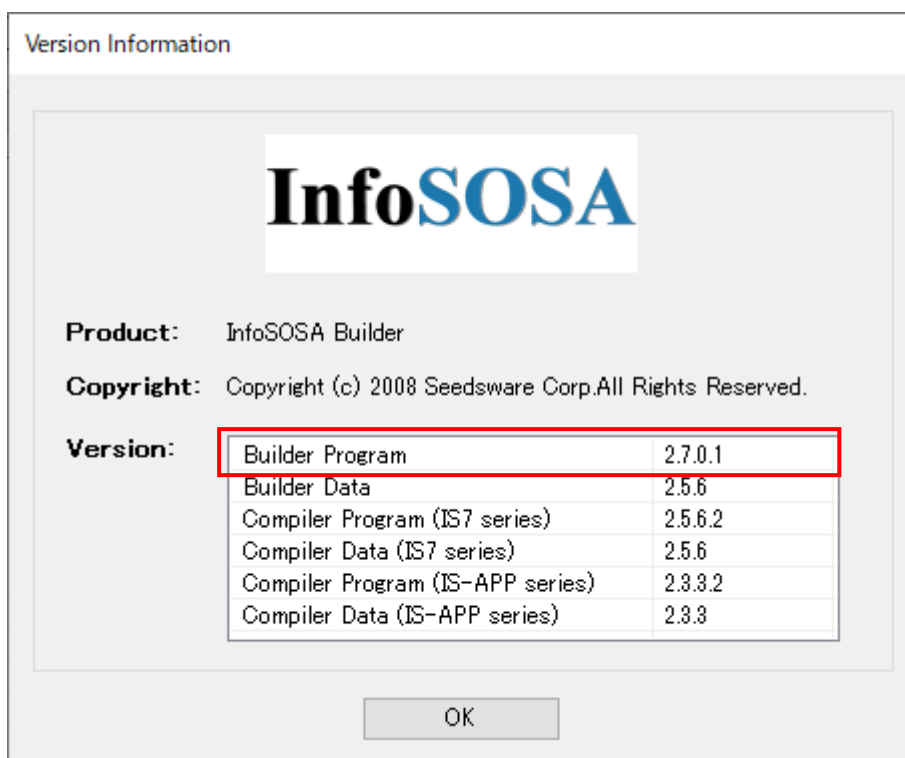 Version Information
InfoSOSA
Product: InfoSOSA Builder
Copyright: Copyright (c) 2008 Seedsware Corp.All Rights Reserved.
Version:
Builder Program 2.7.0.1
Builder Data 2.5.6
Compiler Program (IS7 series) 2.5.6.2
Compiler Data (IS7 series) 2.5.6
Compiler Program (IS-APP series) 2.3.3.2
Compiler Data (IS-APP series) 2.3.3
OK